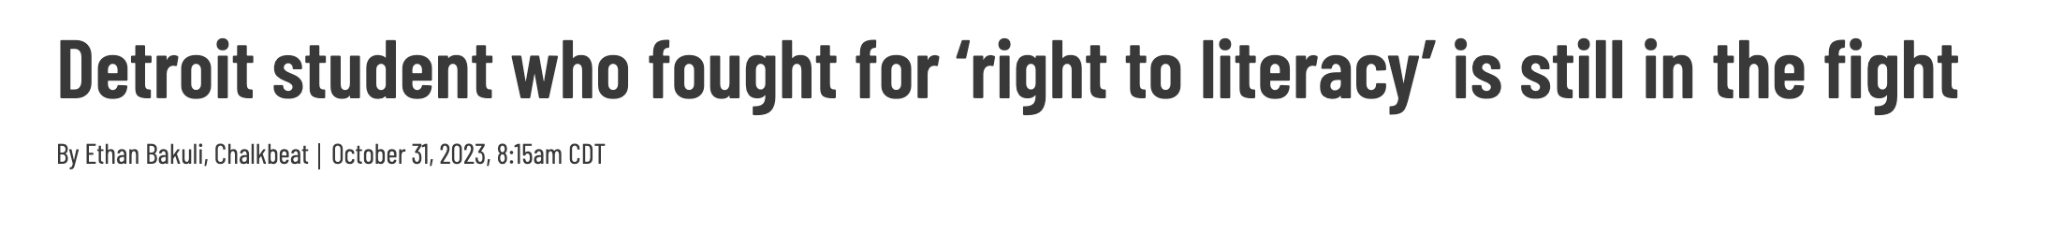 Detroit student who fought for ‘right to literacy’ is still in the fight
By Ethan Bakuli, Chalkbeat | October 31, 2023, 8:15am CDT